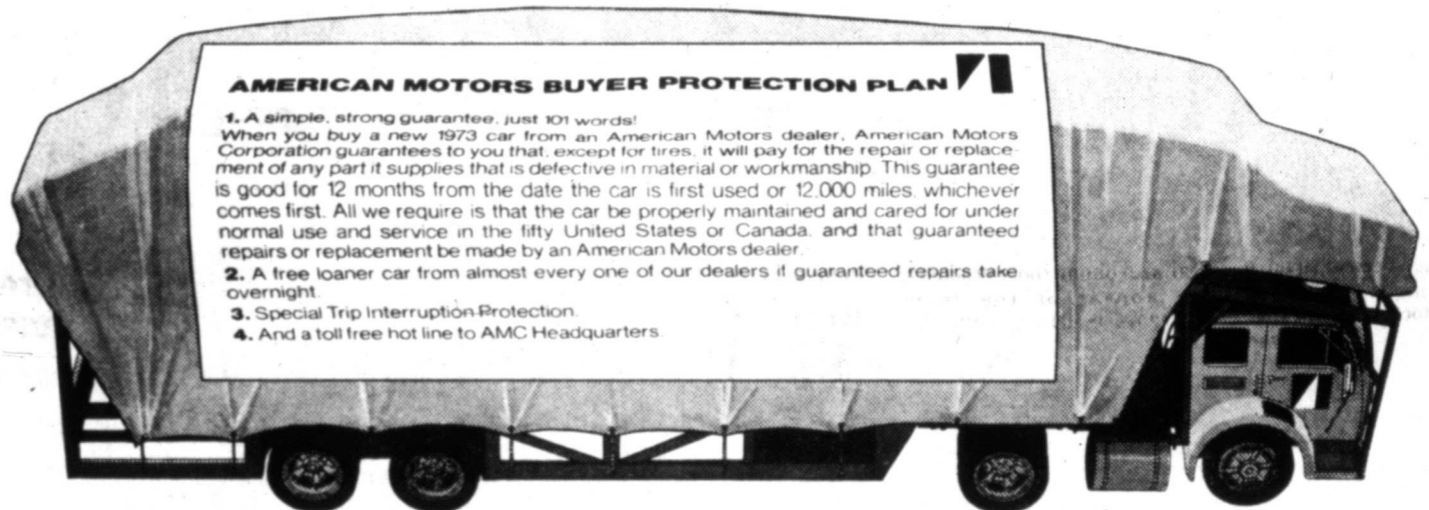 AMERICAN MOTORS BUYER PROTECTION PLAN
1. A simple, strong guarantee, just 101 words!
When you buy a new 1973 car from an American Motors dealer, American Motors
Corporation guarantees to you that, except for tires, it will pay for the repair or replace-
ment of any part it supplies that is defective in material or workmanship. This guarantee
is good for 12 months from the date the car is first used or 12,000 miles, whichever
comes first. All we require is that the car be properly maintained and cared for under
normal use and service in the fifty United States or Canada, and that guaranteed
repairs or replacement be made by an American Motors dealer.
2. A free loaner car from almost every one of our dealers if guaranteed repairs take
overnight.
3. Special Trip Interruption Protection.
4. And a toll free hot line to AMC Headquarters.